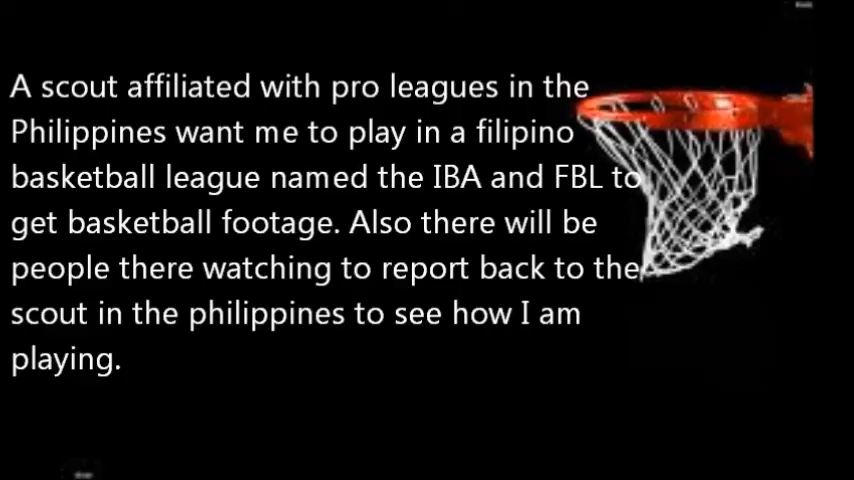 A scout affiliated with pro leagues in the
Philippines want me to play in a filipino
basketball league named the IBA and FBL to
get basketball footage. Also there will be
people there watching to report back to the
scout in the philippines to see how I am
playing.